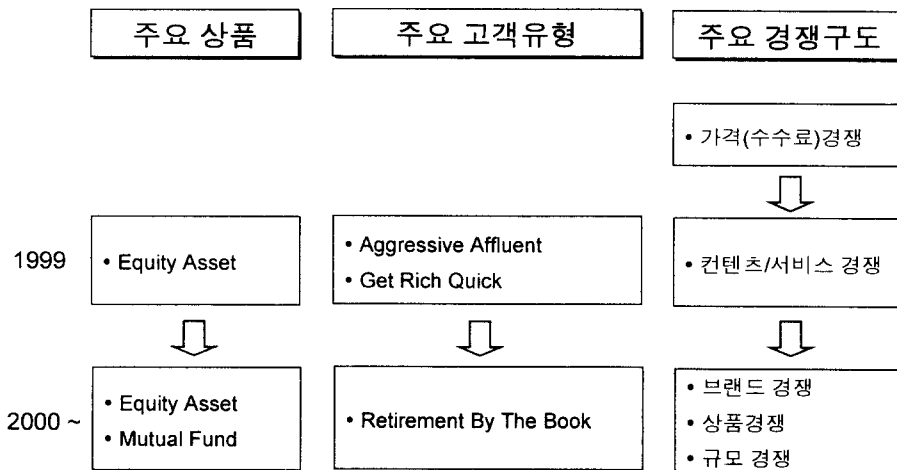 주요 상품
주요 고객유형
주요 경쟁구도
• 가격(수수료)경쟁
1999
• Equity Asset
• Aggressive Affluent
• Get Rich Quick
• 컨텐츠/서비스 경쟁
2000 ~
• Equity Asset
• Mutual Fund
• Retirement By The Book
• 브랜드 경쟁
• 상품경쟁
• 규모 경쟁